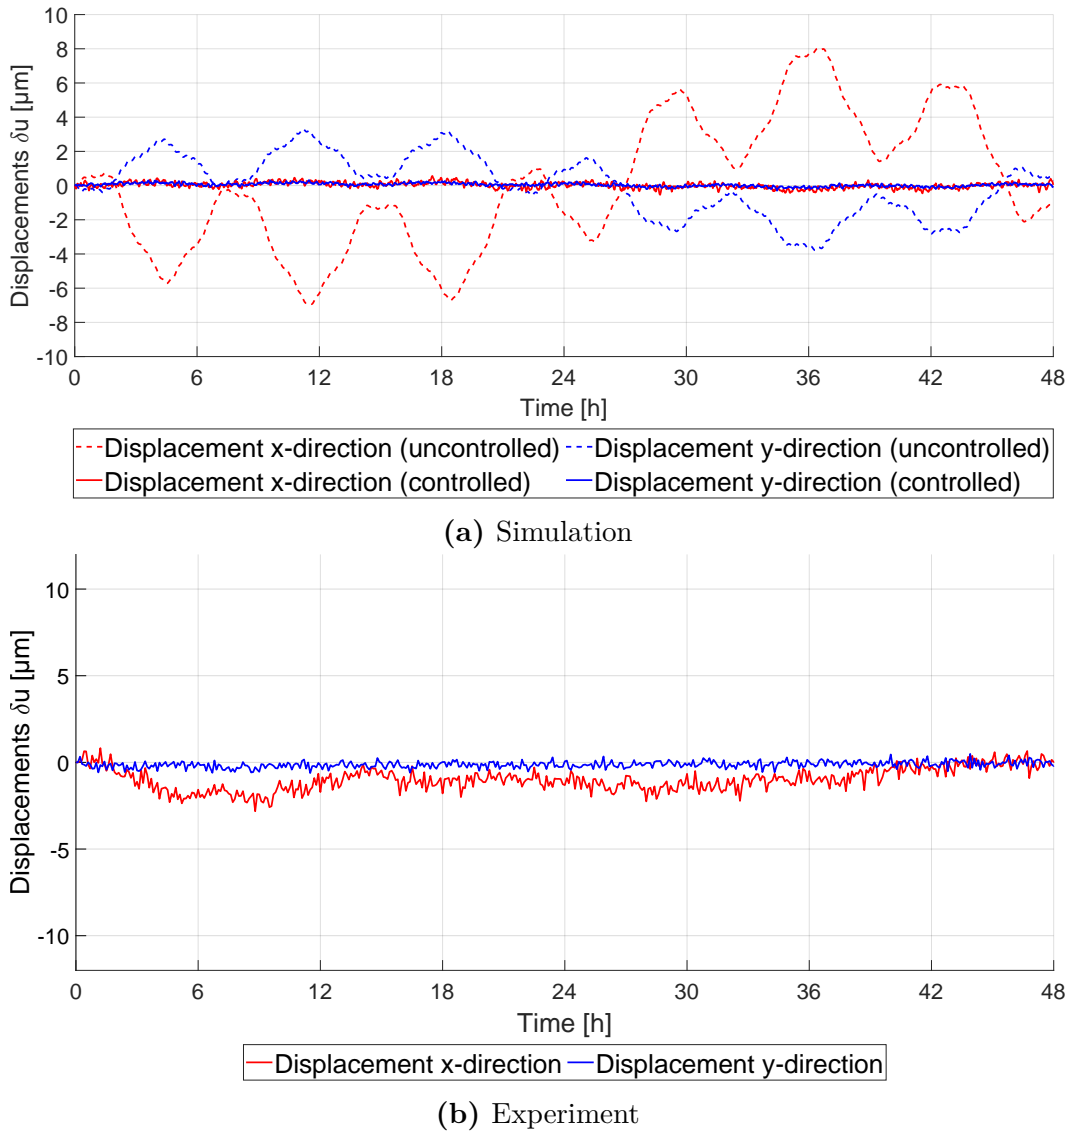 10
8
6
4
2
0
-2
-4
-6
-8
-10
Displacements δu [µm]
0 6 12 18 24 30 36 42 48
Time [h]
Displacement x-direction (uncontrolled) Displacement y-direction (uncontrolled)
Displacement x-direction (controlled) Displacement y-direction (controlled)
(a) Simulation
10
5
0
-5
-10
Displacements δu [µm]
0 6 12 18 24 30 36 42 48
Time [h]
Displacement x-direction Displacement y-direction
(b) Experiment